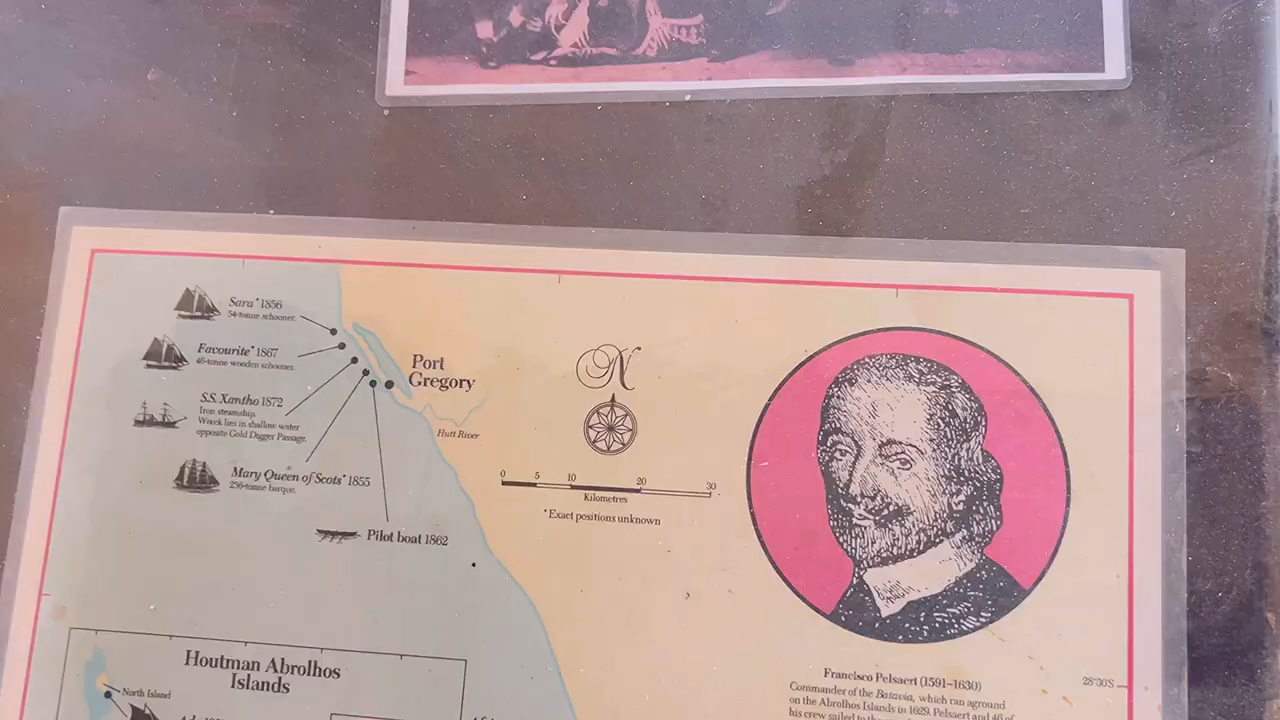 Sara* 1856
54-tonne schooner.
Favourite* 1867
46-tonne wooden schooner.
S.S. Xantho 1872
Iron steamship.
Wreck lies in shallow water
opposite Gold Digger Passage.
Mary Queen of Scots* 1855
256-tonne barque.
Pilot boat 1862
Port
Gregory
Hutt River
N
0 5 10 20 30
Kilometres
*Exact positions unknown
Houtman Abrolhos
Islands
North Island
Francisco Pelsaert (1591–1630)
Commander of the Batavia, which ran aground
on the Abrolhos Islands in 1629. Pelsaert and 46 of
his crew sailed to
28°30'S